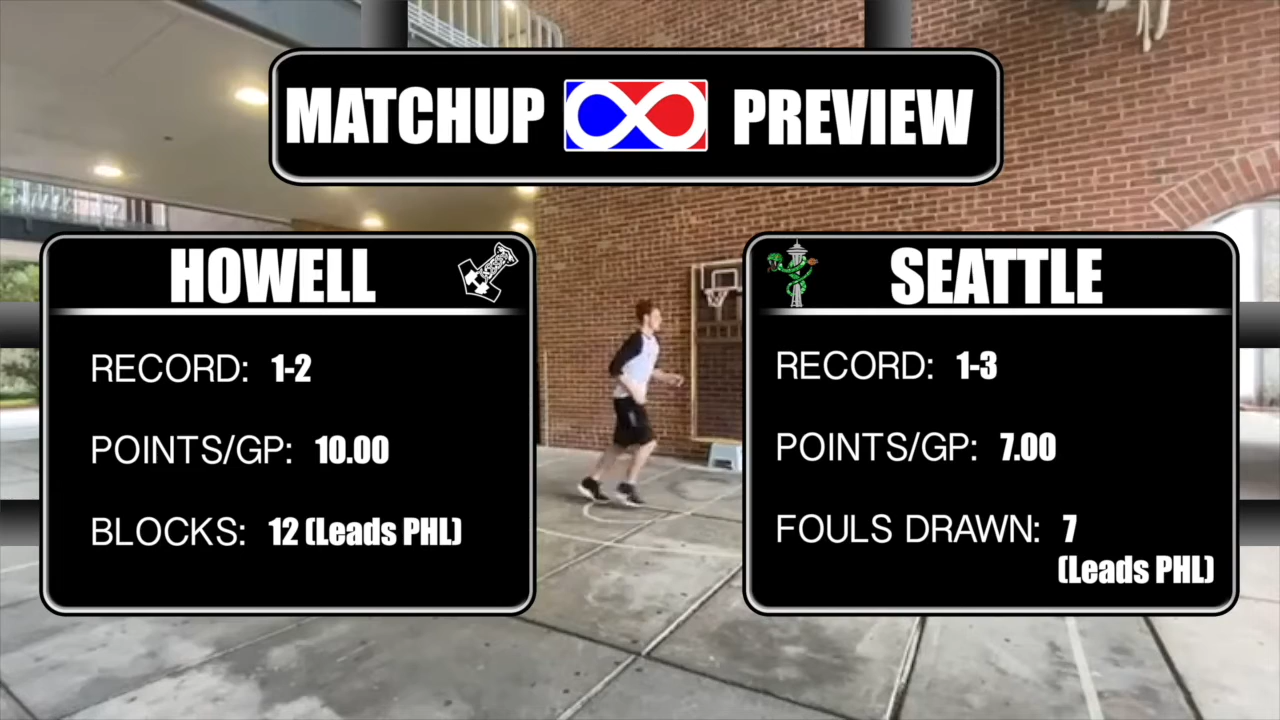 MATCHUP PREVIEW
HOWELL
RECORD: 1-2
POINTS/GP: 10.00
BLOCKS: 12 (Leads PHL)
SEATTLE
RECORD: 1-3
POINTS/GP: 7.00
FOULS DRAWN: 7
(Leads PHL)